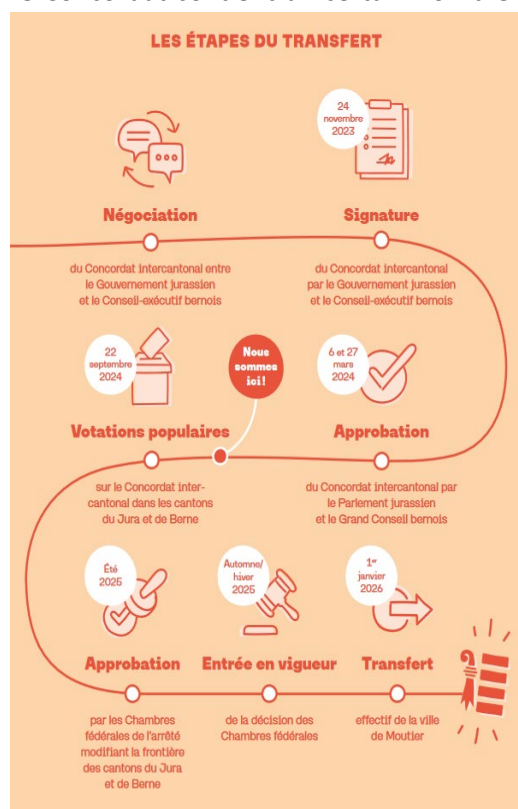 LES ÉTAPES DU TRANSFERT
Négociation
du Concordat intercantonal entre
le Gouvernement jurassien
et le Conseil-exécutif bernois
24
novembre
2023
Signature
du Concordat intercantonal
par le Gouvernement jurassien
et le Conseil-exécutif bernois
6 et 27
mars
2024
Approbation
du Concordat intercantonal par
le Parlement jurassien
et le Grand Conseil bernois
Nous
sommes
ici!
22
septembre
2024
Votations populaires
sur le Concordat inter-
cantonal dans les cantons
du Jura et de Berne
Été
2025
Approbation
par les Chambres
fédérales de l'arrêté
modifiant la frontière
des cantons du Jura
et de Berne
Automne/
hiver
2025
Entrée en vigueur
de la décision des
Chambres fédérales
1er
janvier
2026
Transfert
effectif de la ville
de Moutier